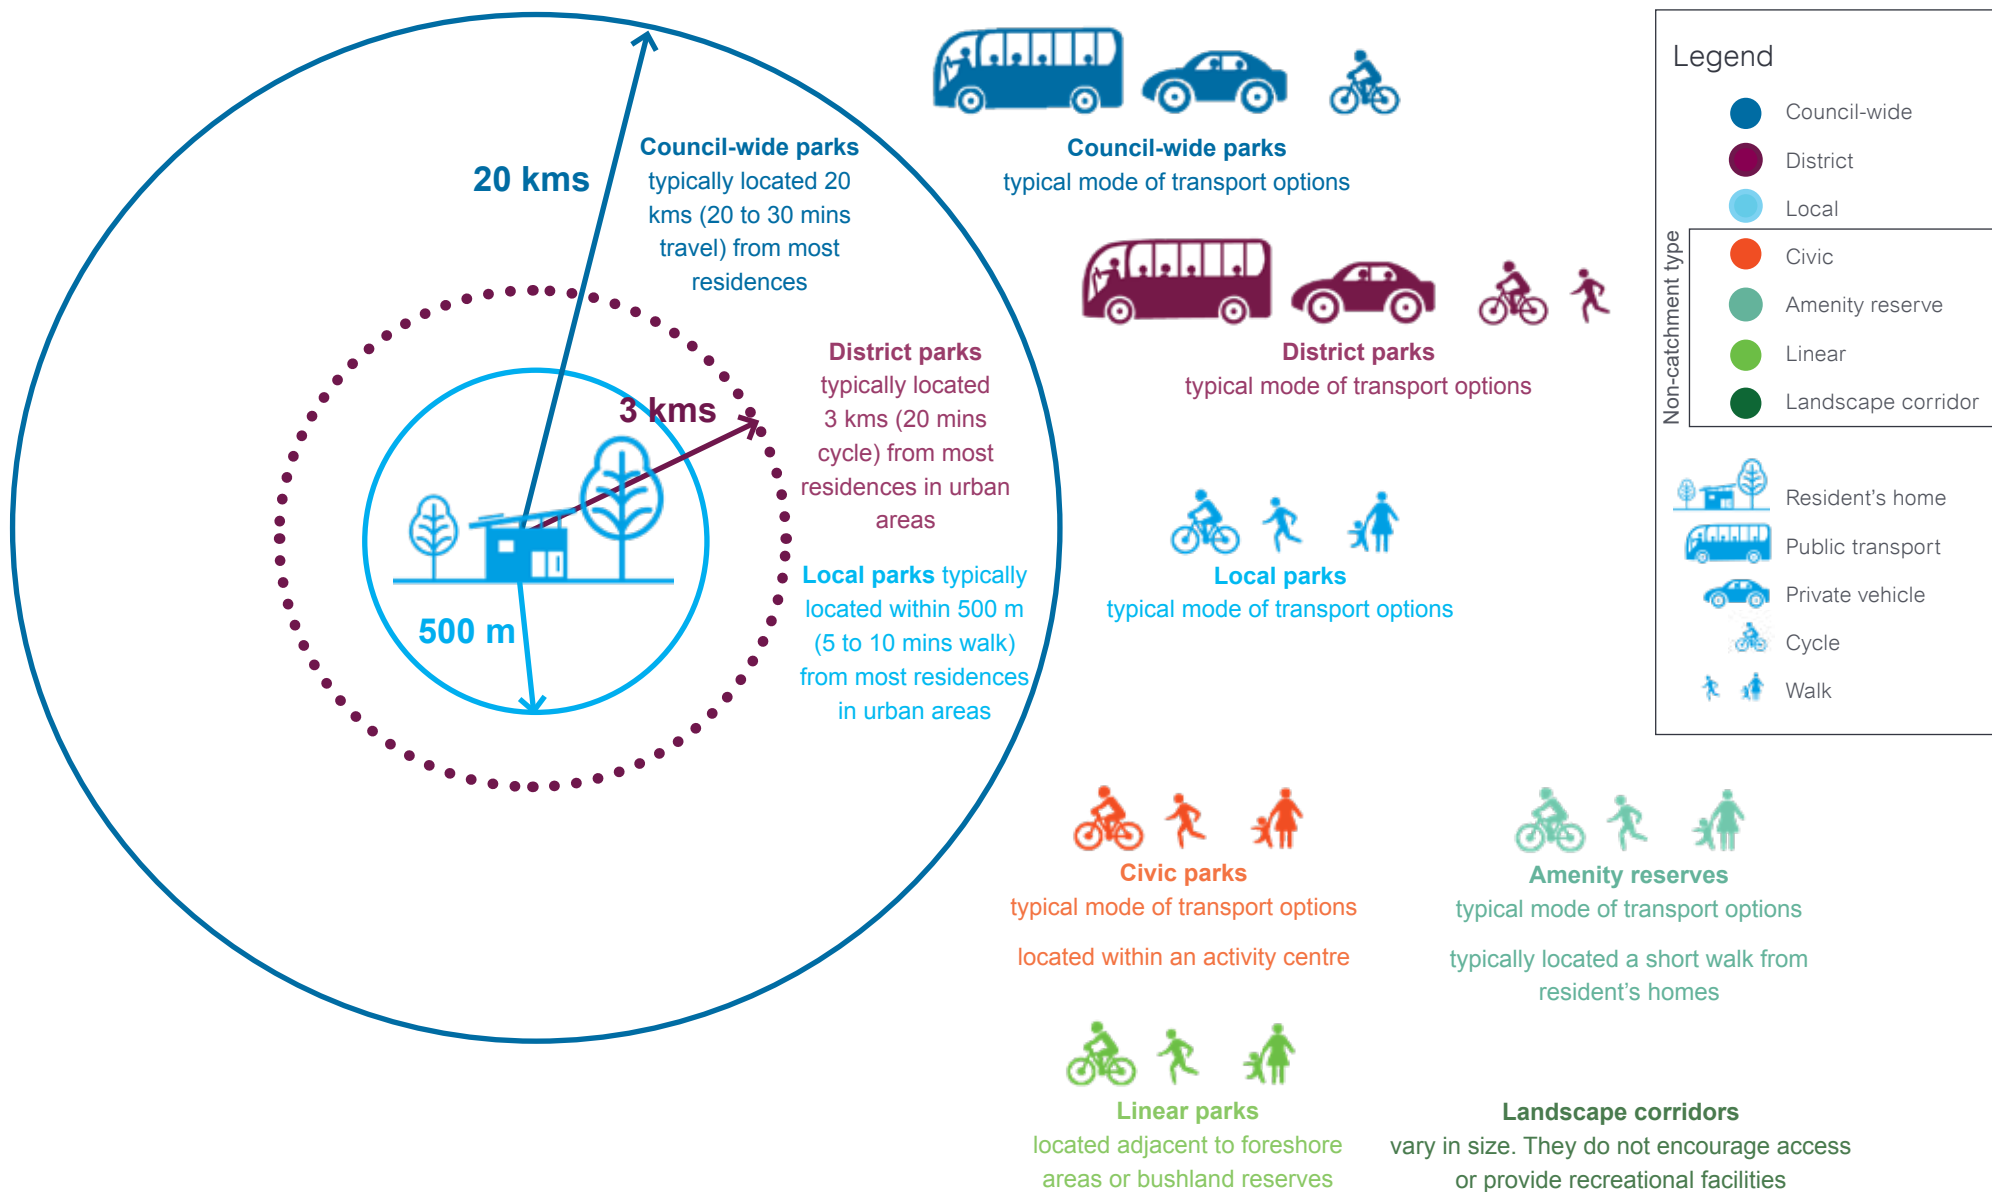 20 kms
Council-wide parks
typically located 20
kms (20 to 30 mins
travel) from most
residences
3 kms
District parks
typically located
3 kms (20 mins
cycle) from most
residences in urban
areas
500 m
Local parks typically
located within 500 m
(5 to 10 mins walk)
from most residences
in urban areas
Council-wide parks
typical mode of transport options
District parks
typical mode of transport options
Local parks
typical mode of transport options
Civic parks
typical mode of transport options
located within an activity centre
Amenity reserves
typical mode of transport options
typically located a short walk from
resident's homes
Linear parks
located adjacent to foreshore
areas or bushland reserves
Landscape corridors
vary in size. They do not encourage access
or provide recreational facilities
Legend
Council-wide
District
Local
Non-catchment type
Civic
Amenity reserve
Linear
Landscape corridor
Resident's home
Public transport
Private vehicle
Cycle
Walk